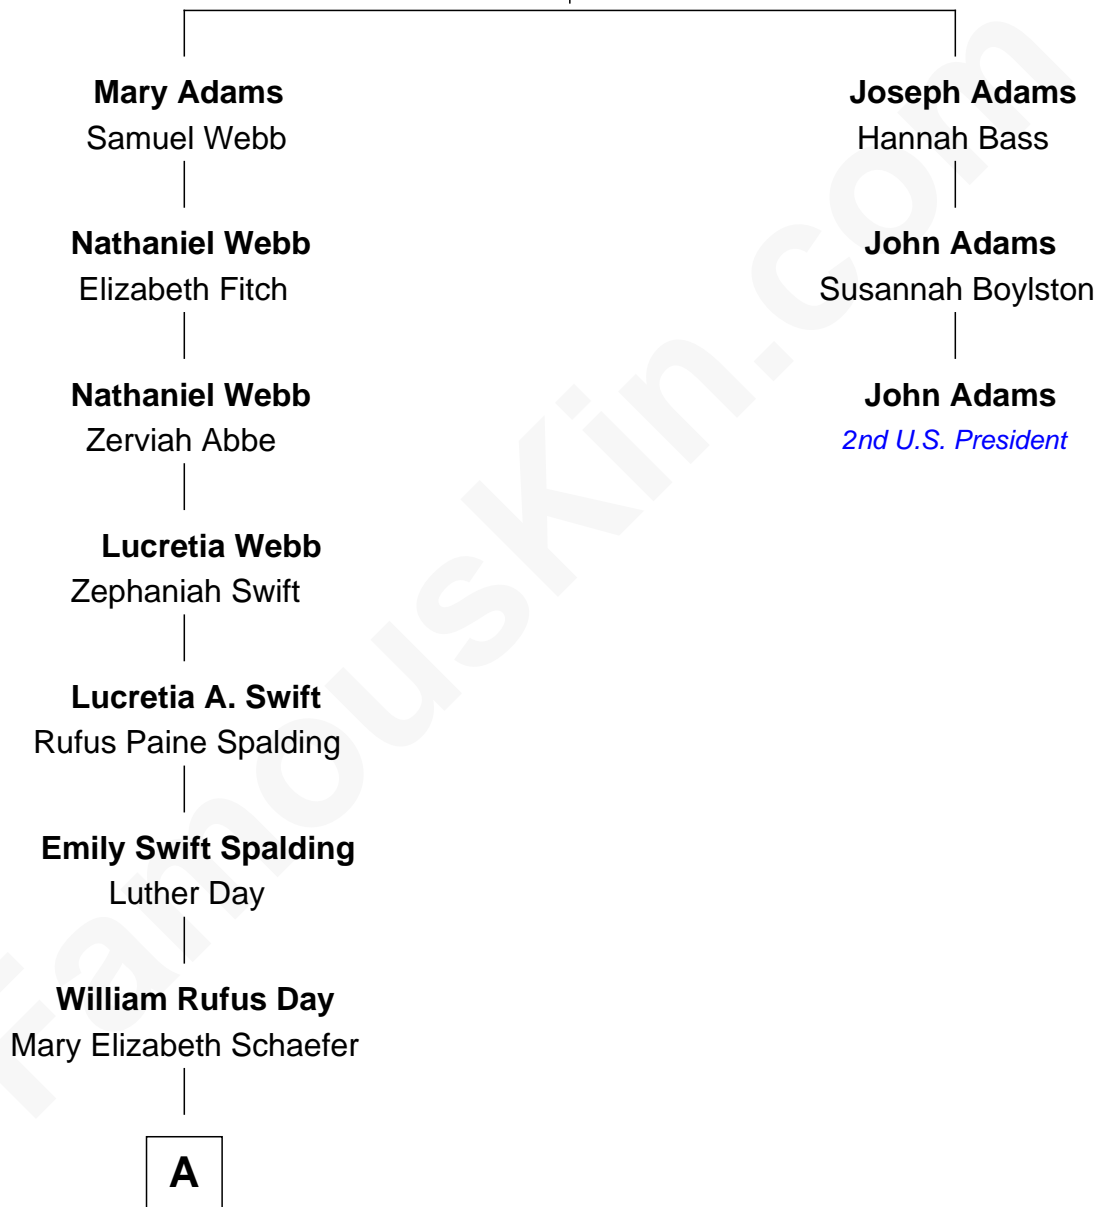 Mary Adams
Samuel Webb
Joseph Adams
Hannah Bass
Nathaniel Webb
Elizabeth Fitch
John Adams
Susannah Boylston
Nathaniel Webb
Zerviah Abbe
John Adams
2nd U.S. President
Lucretia Webb
Zephaniah Swift
Lucretia A. Swift
Rufus Paine Spalding
Emily Swift Spalding
Luther Day
William Rufus Day
Mary Elizabeth Schaefer
A
FamousKin.com